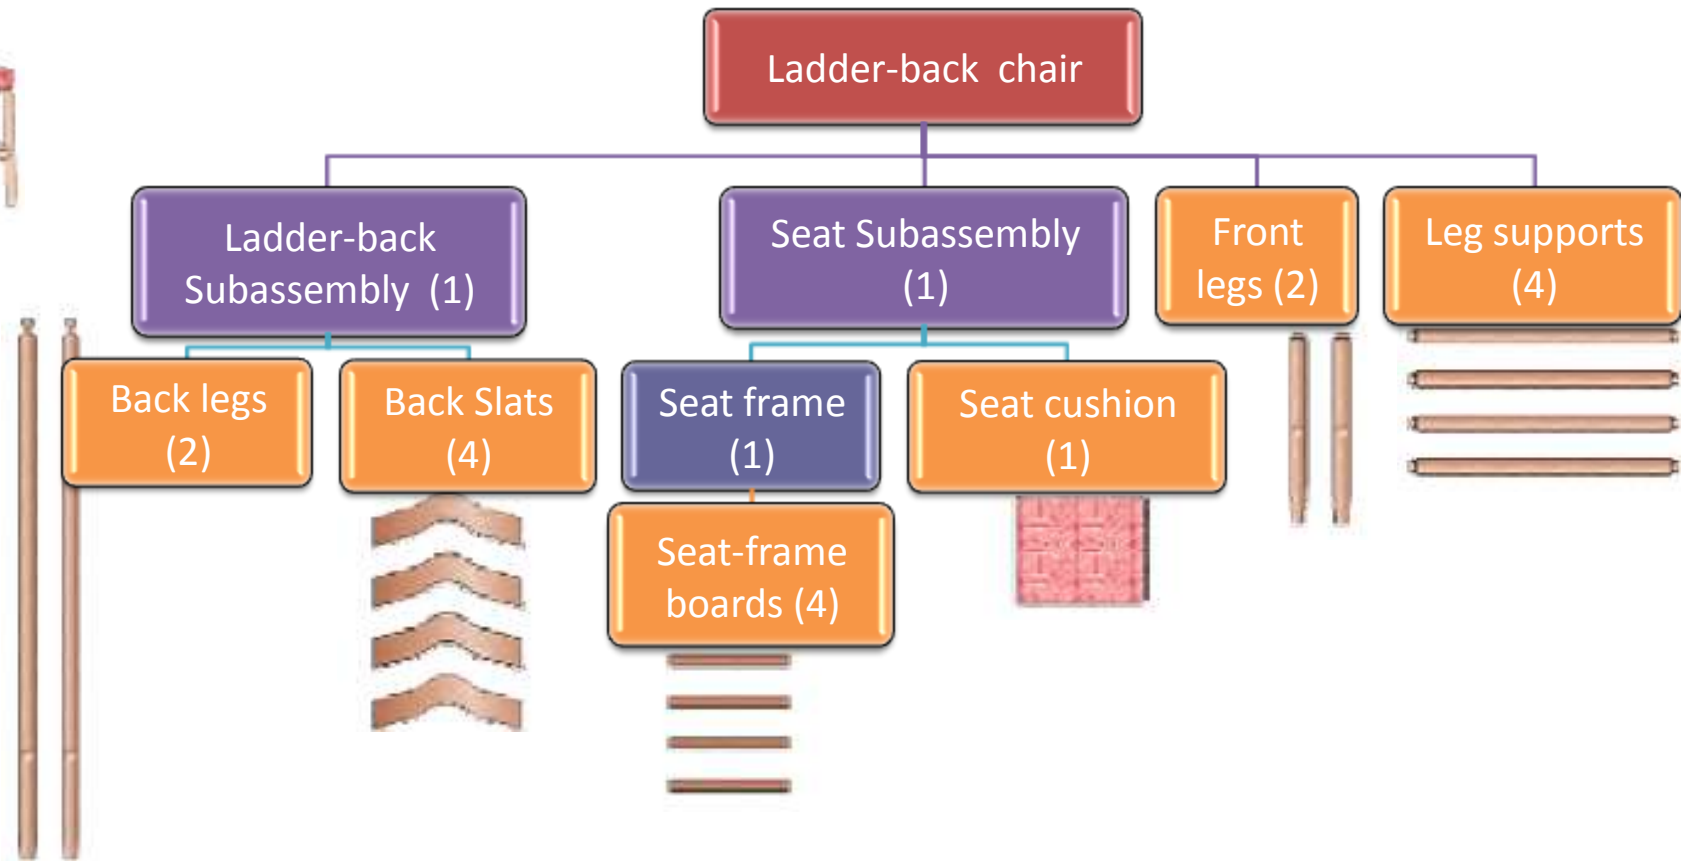 Ladder-back chair
Ladder-back
Subassembly (1)
Seat Subassembly
(1)
Front
legs (2)
Leg supports
(4)
Back legs
(2)
Back Slats
(4)
Seat frame
(1)
Seat cushion
(1)
Seat-frame
boards (4)